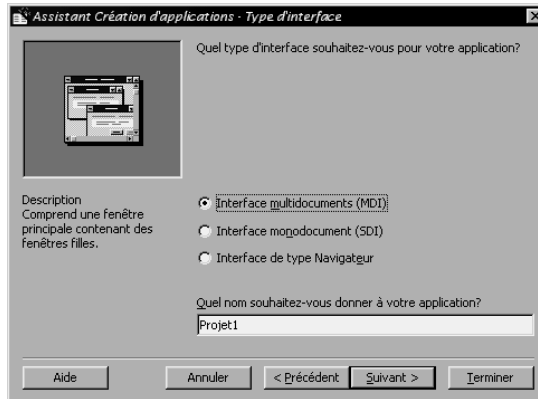 Assistant Création d'applications - Type d'interface
Quel type d'interface souhaitez-vous pour votre application?
Description
Comprend une fenêtre
principale contenant des
fenêtres filles.
Interface multidocuments (MDI)
Interface monodocument (SDI)
Interface de type Navigateur
Quel nom souhaitez-vous donner à votre application?
Projet1
Aide Annuler < Précédent Suivant > Terminer